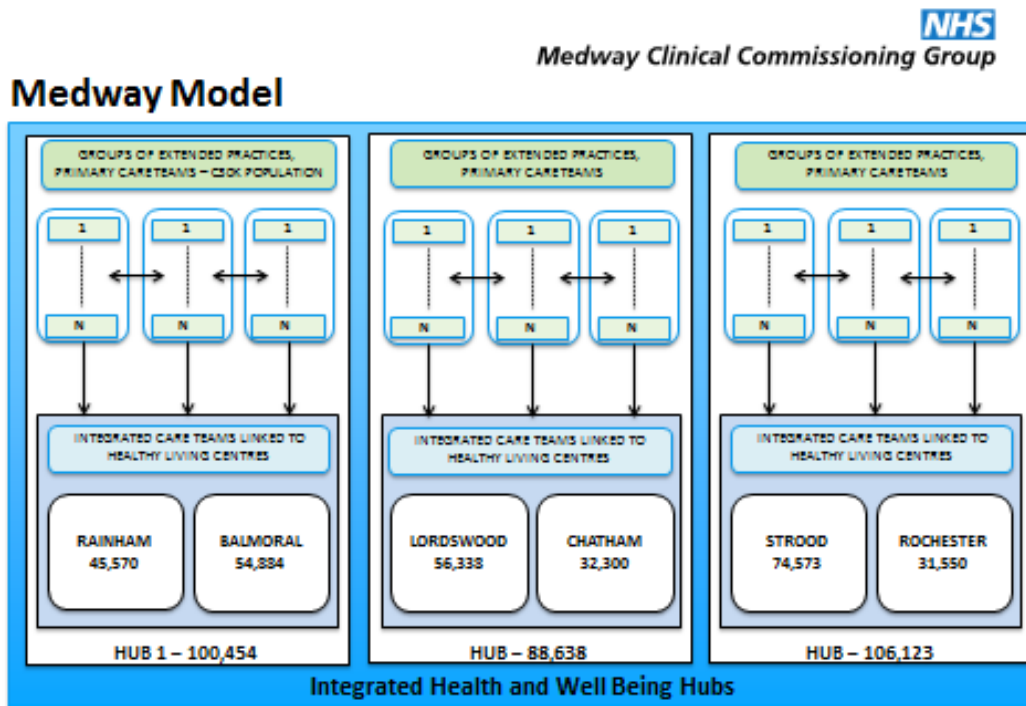 NHS
Medway Clinical Commissioning Group
Medway Model
GROUPS OF EXTENDED PRACTICES,
PRIMARY CARE TEAMS – C30K POPULATION
1
1
1
N
N
N
INTEGRATED CARE TEAMS LINKED TO
HEALTHY LIVING CENTRES
RAINHAM
45,570
BALMORAL
54,884
HUB 1 – 100,454
GROUPS OF EXTENDED PRACTICES,
PRIMARY CARE TEAMS
1
1
1
N
N
N
INTEGRATED CARE TEAMS LINKED TO
HEALTHY LIVING CENTRES
LORDSWOOD
56,338
CHATHAM
32,300
HUB – 88,638
GROUPS OF EXTENDED PRACTICES,
PRIMARY CARE TEAMS
1
1
1
N
N
N
INTEGRATED CARE TEAMS LINKED TO
HEALTHY LIVING CENTRES
STROOD
74,573
ROCHESTER
31,550
HUB – 106,123
Integrated Health and Well Being Hubs